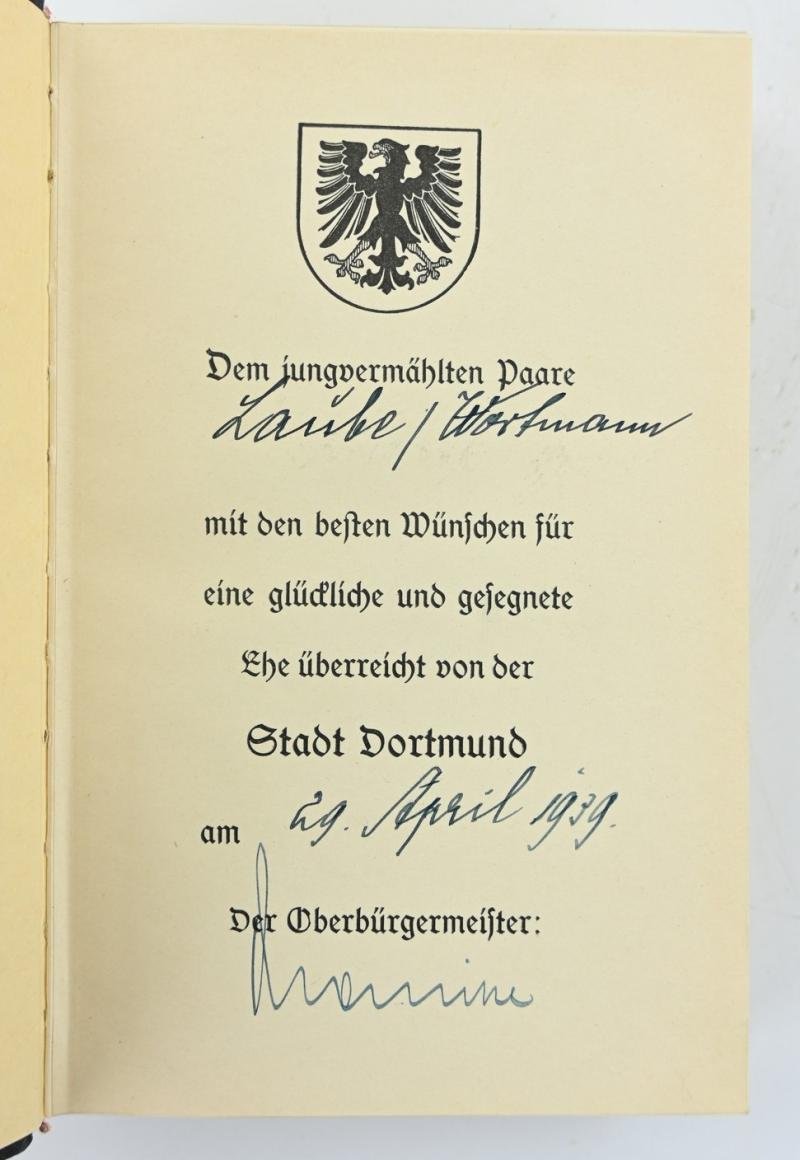 Dem jungvermählten Paare
Laube / Wortmann
mit den besten Wünschen für
eine glückliche und gesegnete
Ehe überreicht von der
Stadt Dortmund
am 29. April 1939.
Der Oberbürgermeister: